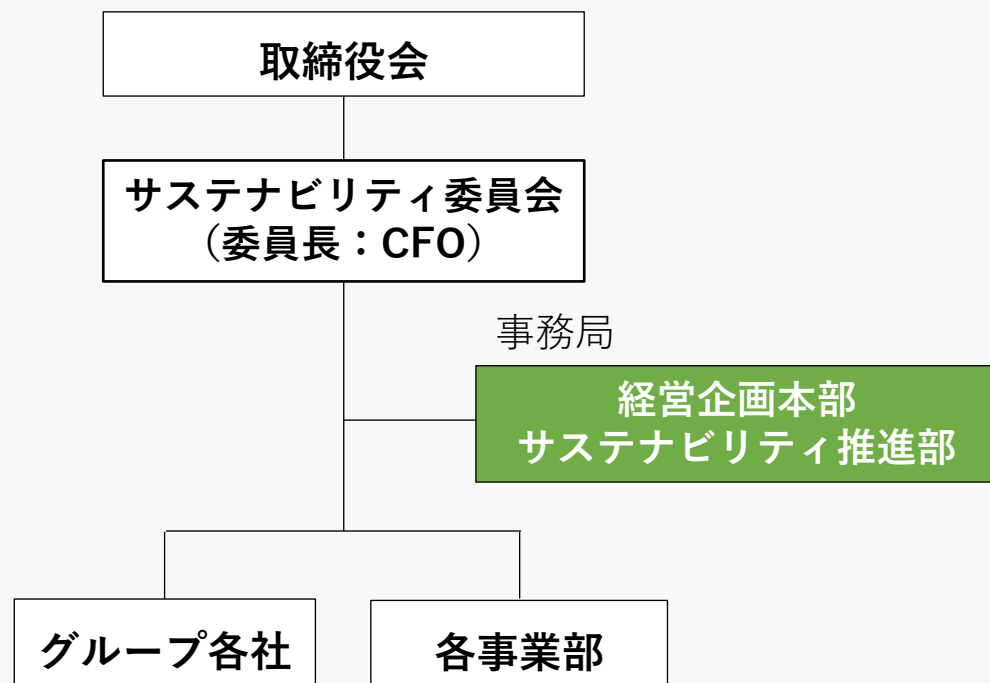 取締役会
サステナビリティ委員会
（委員長：CFO）
事務局
経営企画本部
サステナビリティ推進部
グループ各社
各事業部